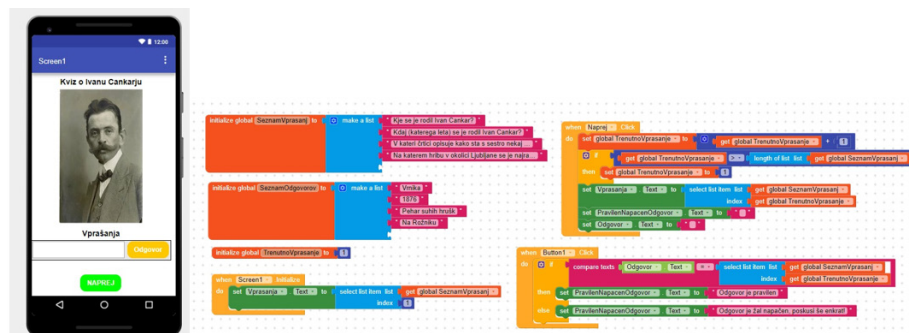 12:00
Screen1
Kviz o Ivanu Cankarju
Vprašanja
Odgovor
NAPREJ
initialize global SeznamVprasanj to make a list
Kje se je rodil Ivan Cankar?
Kdaj (katerega leta) se je rodil Ivan Cankar?
V kateri črtici opisuje kako sta s sestro nekaj ...
Na katerem hribu v okolici Ljubljane se je najra...
initialize global SeznamOdgovorov to make a list
Vrhnika
1876
Pehar suhih hrušk
Na Rožniku
initialize global TrenutnoVprasanje to 1
when Screen1 .Initialize
do set Vprasanja . Text to select list item list get global SeznamVprasanj
index 1
when Naprej .Click
do set global TrenutnoVprasanje to get global TrenutnoVprasanje + 1
if get global TrenutnoVprasanje > length of list list get global SeznamVprasanj
then set global TrenutnoVprasanje to 1
set Vprasanja . Text to select list item list get global SeznamVprasanj
index get global TrenutnoVprasanje
set PravilenNapacenOdgovor . Text to " "
set Odgovor . Text to " "
when Button1 .Click
do if compare texts Odgovor . Text = select list item list get global SeznamVprasanj
index get global TrenutnoVprasanje
then set PravilenNapacenOdgovor . Text to " Odgovor je pravilen "
else set PravilenNapacenOdgovor . Text to " Odgovor je žal napačen, poskusi še enkrat! "